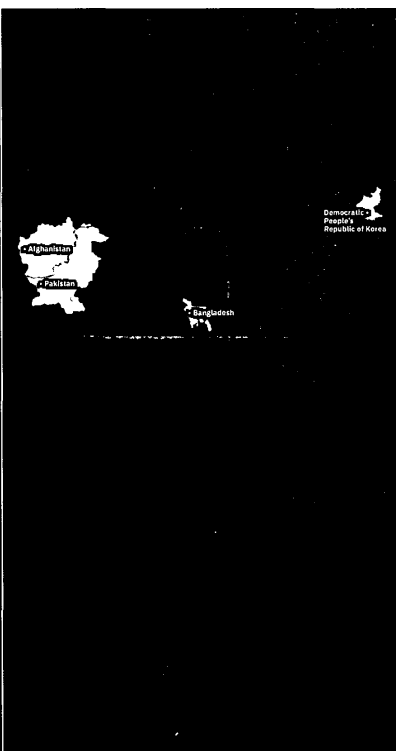 Democratic
People's
Republic of Korea
Afghanistan
Pakistan
Bangladesh